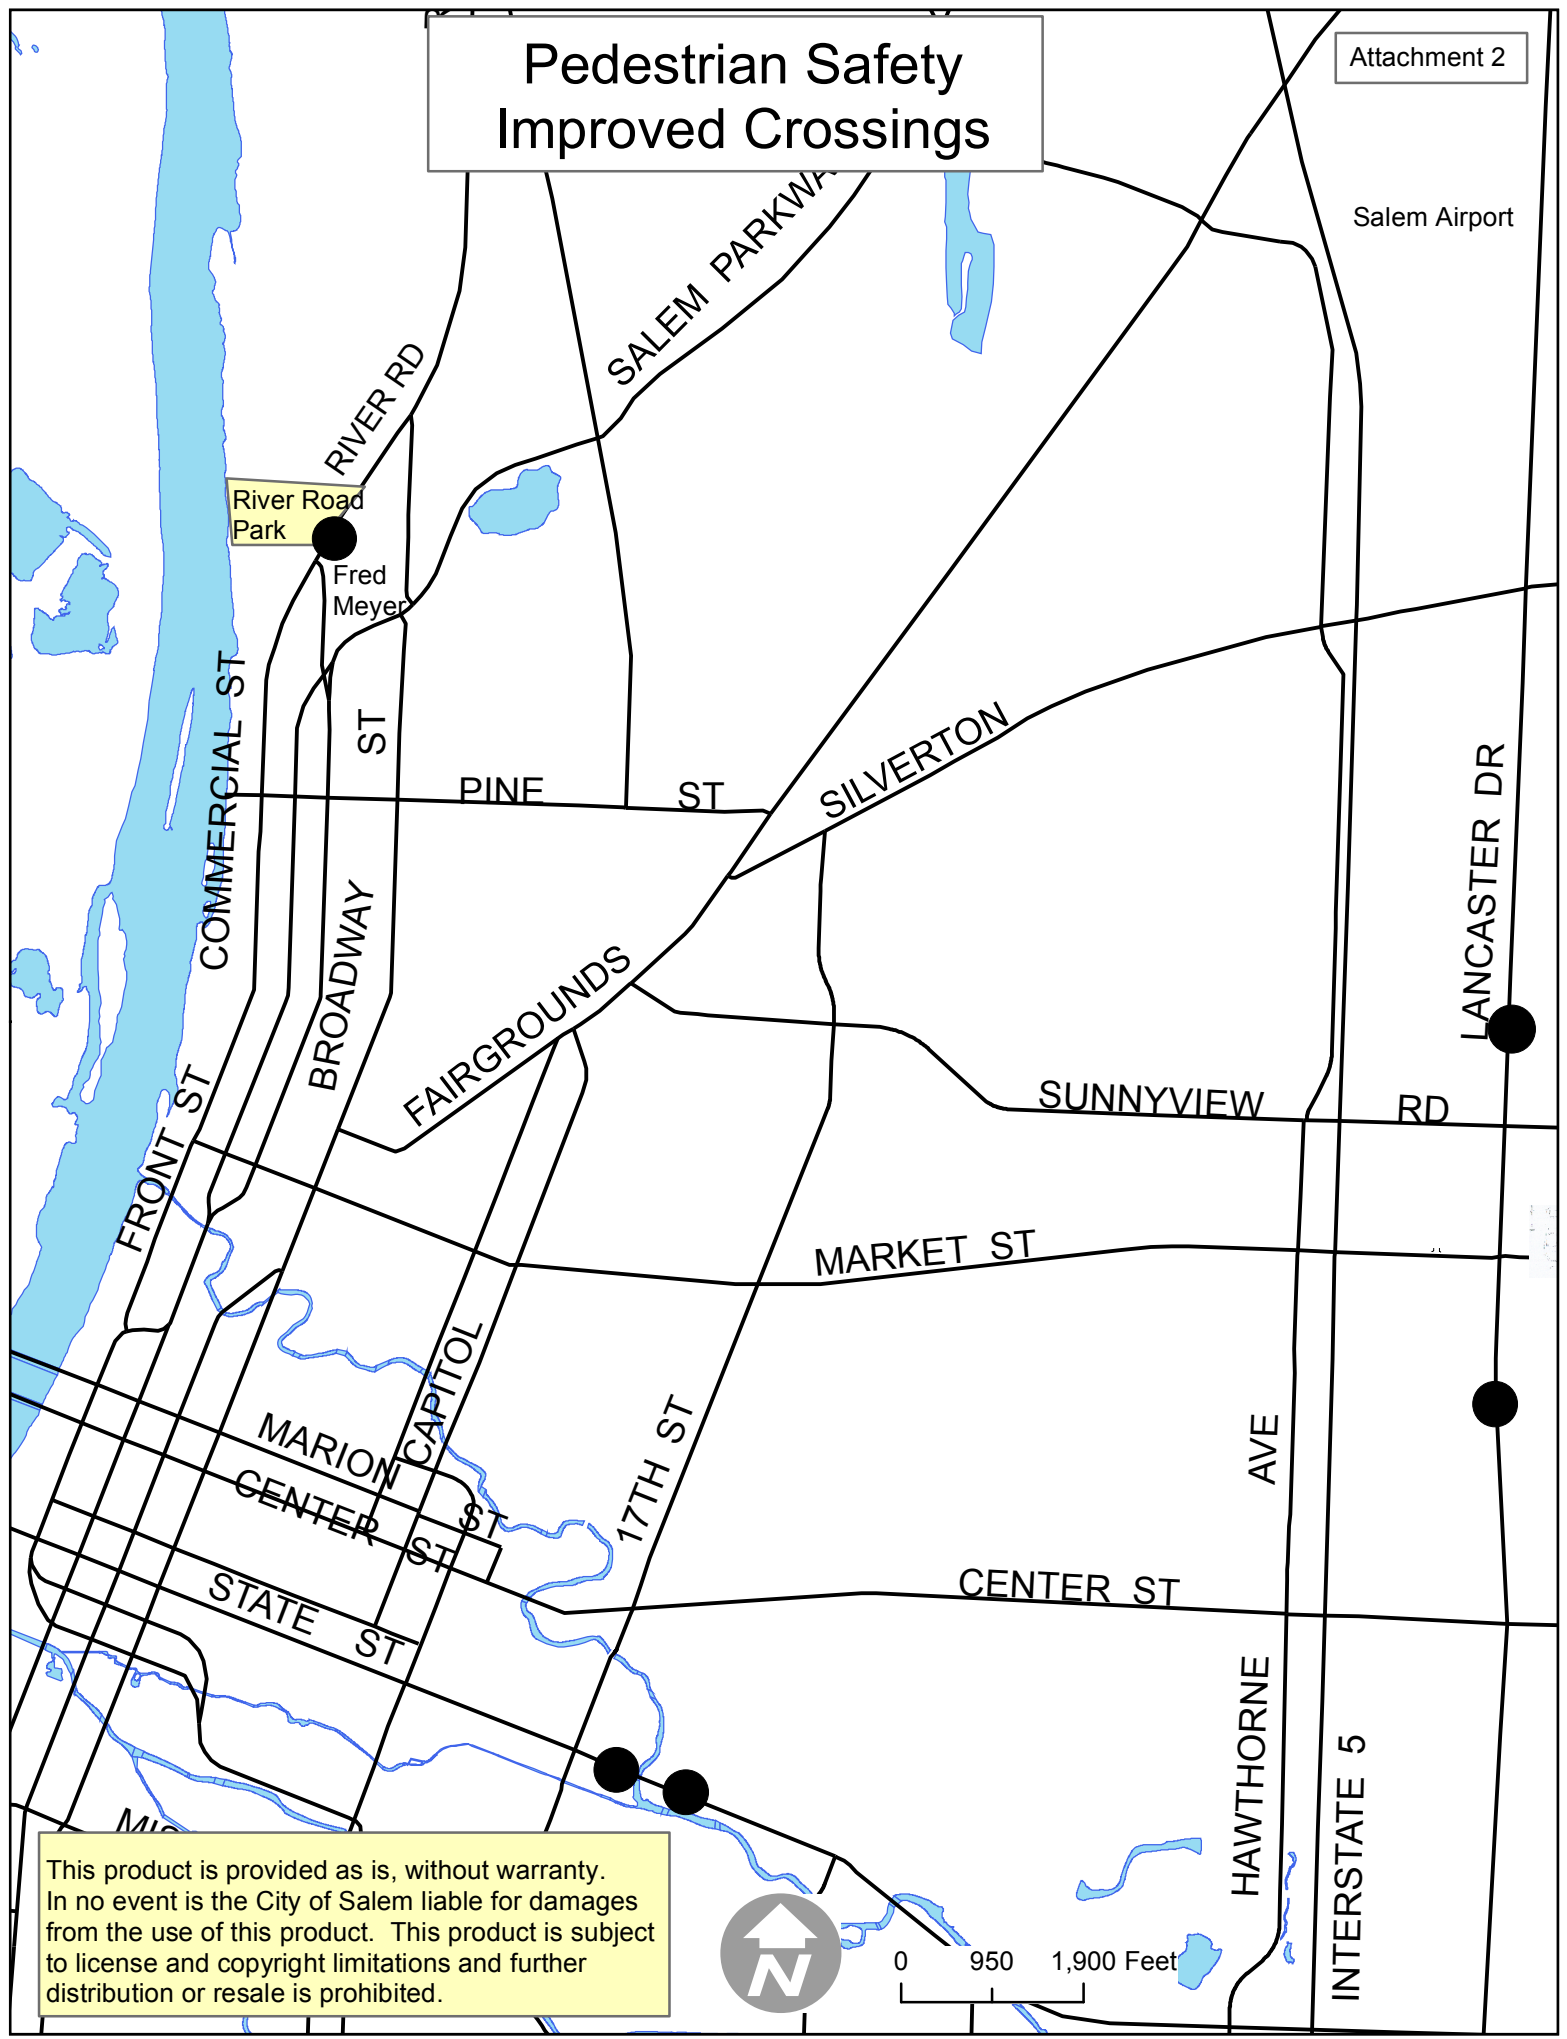 Pedestrian Safety
Improved Crossings
Attachment 2
Salem Airport
SALEM PARKWA
RIVER RD
River Road
Park
Fred
Meyer
COMMERCIAL ST
ST
PINE ST
SILVERTON
LANCASTER DR
BROADWAY
FAIRGROUNDS
FRONT ST
SUNNYVIEW RD
MARKET ST
CAPITOL
MARION ST
CENTER ST
17TH ST
AVE
CENTER ST
STATE ST
HAWTHORNE
INTERSTATE 5
This product is provided as is, without warranty.
In no event is the City of Salem liable for damages
from the use of this product. This product is subject
to license and copyright limitations and further
distribution or resale is prohibited.
N
0 950 1,900 Feet